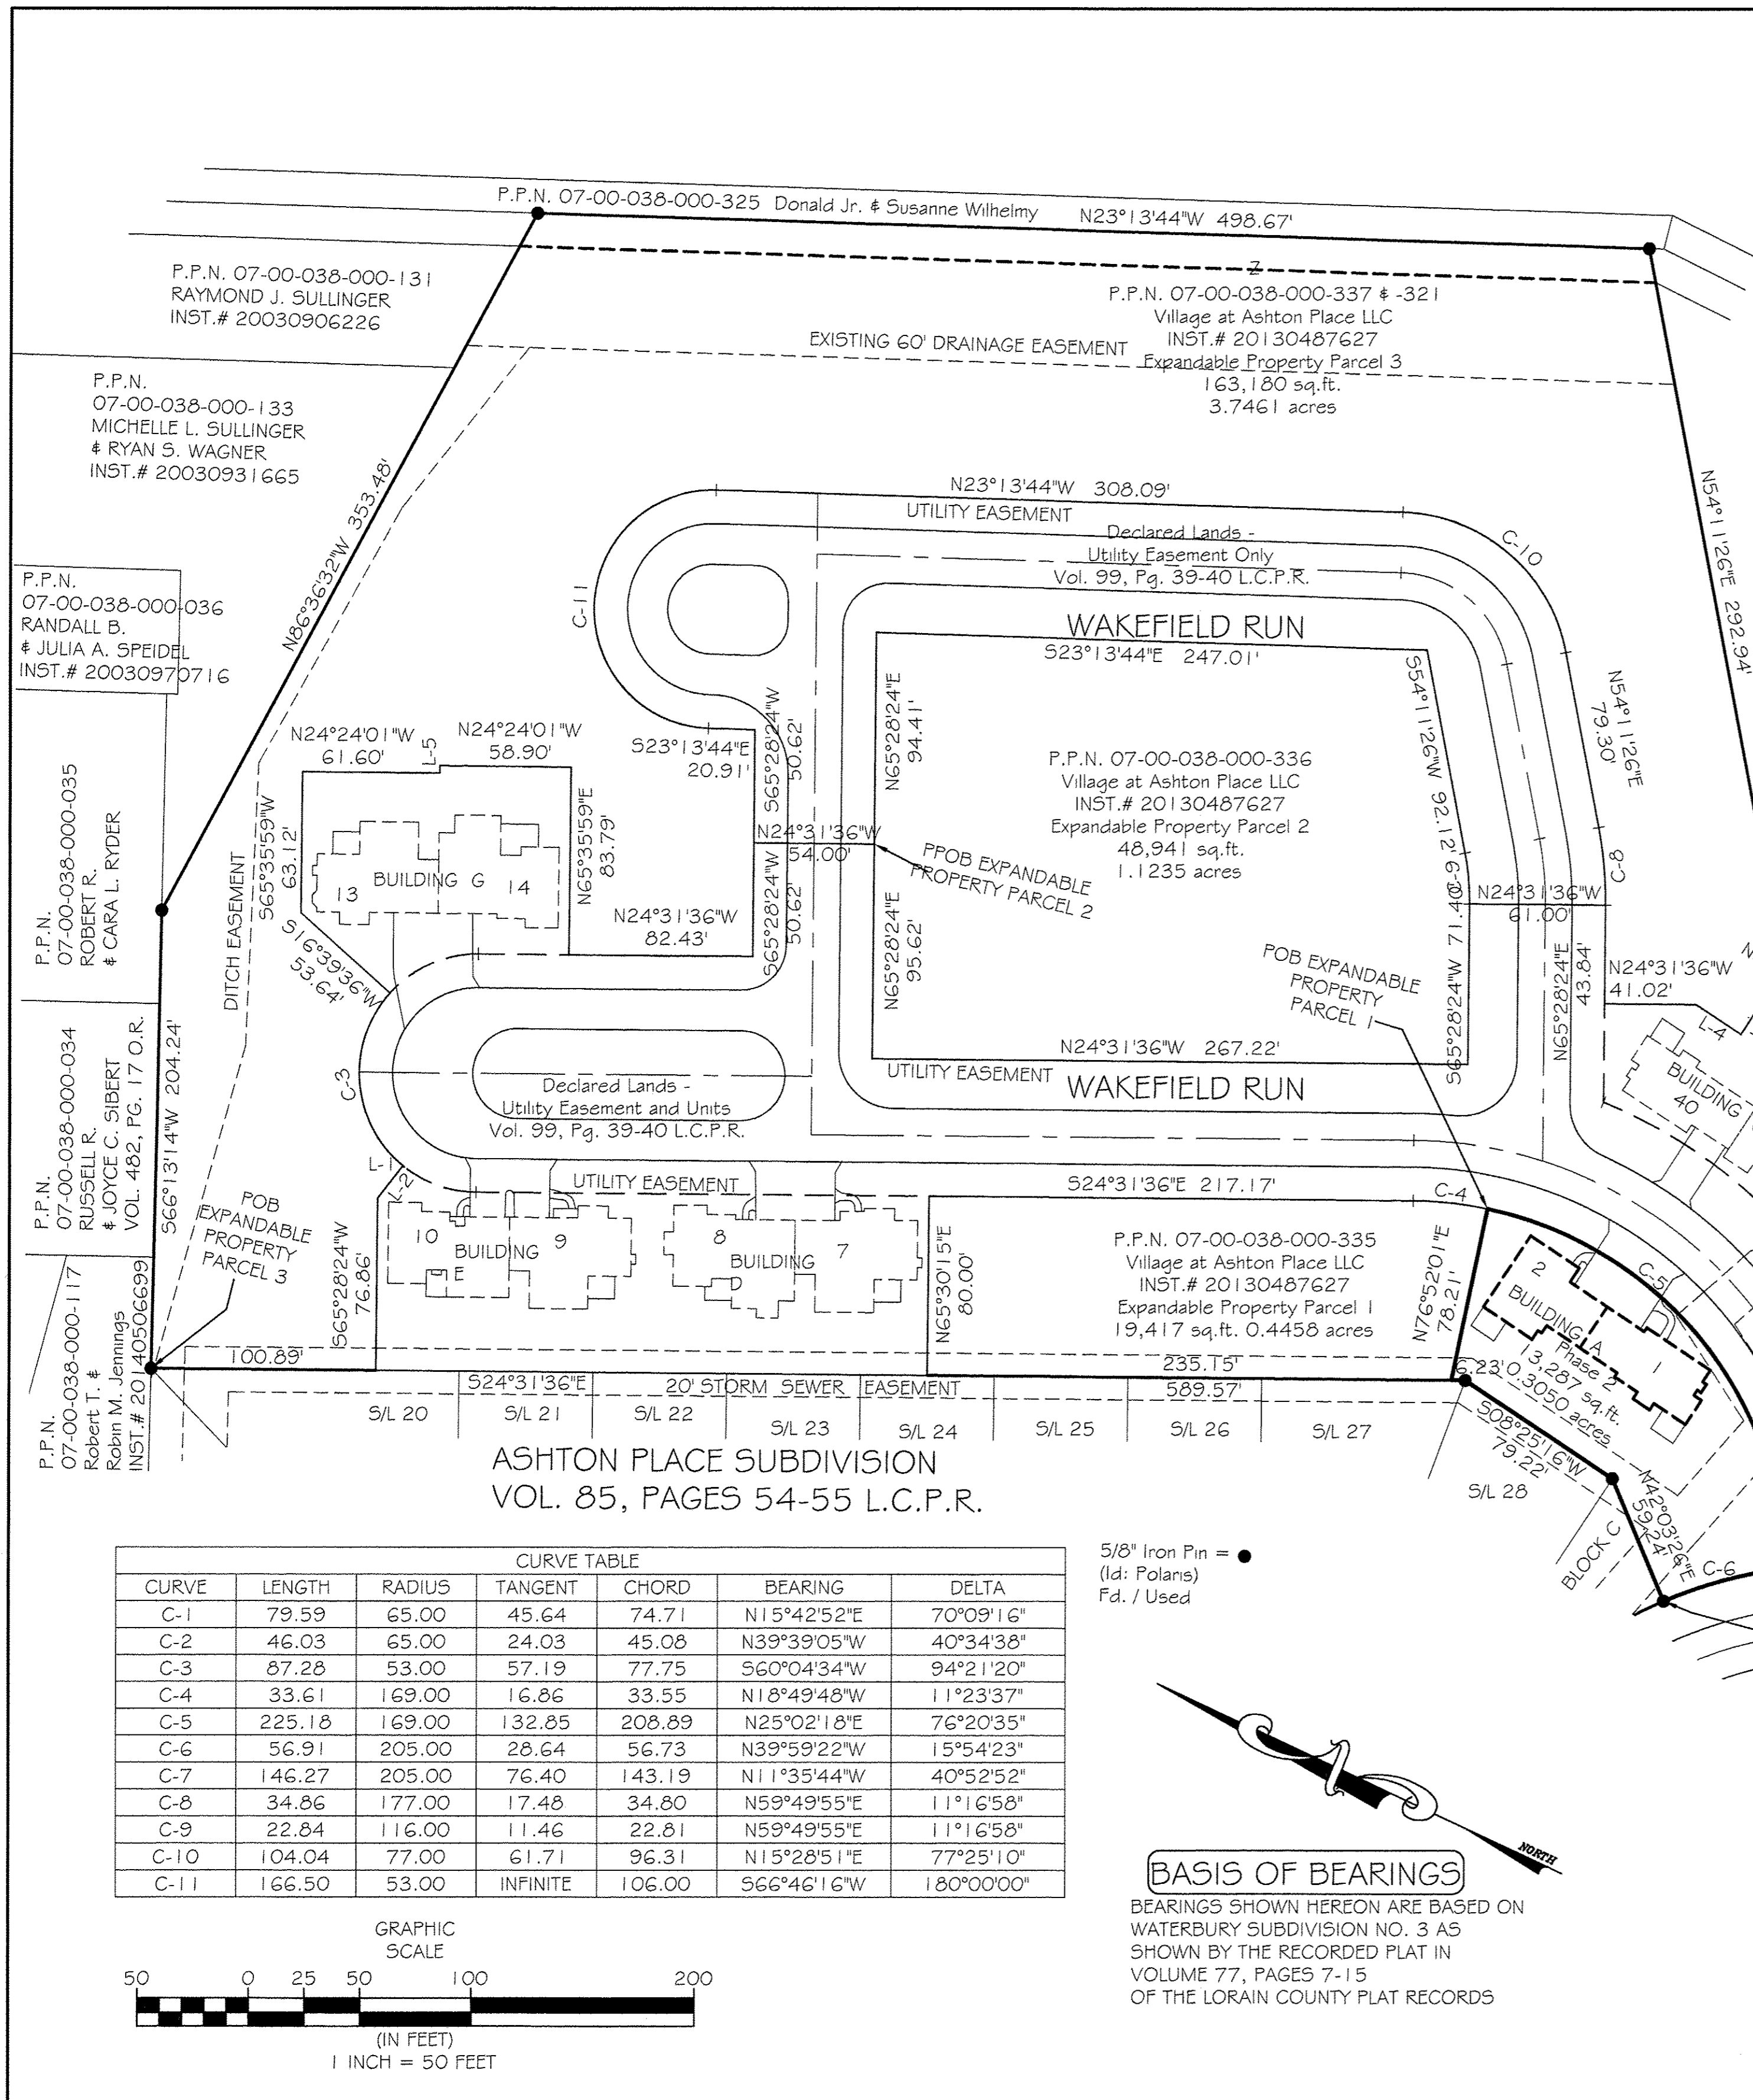 P.P.N. 07-00-038-000-325 Donald Jr. & Susanne Wilhelmy N23°13'44"W 498.67'
P.P.N. 07-00-038-000-131
RAYMOND J. SULLINGER
INST.# 20030906226
Z
P.P.N. 07-00-038-000-337 & -321
Village at Ashton Place LLC
INST.# 20130487627
Expandable Property Parcel 3
163,180 sq.ft.
3.7461 acres
EXISTING 60' DRAINAGE EASEMENT
P.P.N.
07-00-038-000-133
MICHELLE L. SULLINGER
& RYAN S. WAGNER
INST.# 20030931665
N86°36'32"W 353.48'
N54°11'26"E 292.94'
N23°13'44"W 308.09'
UTILITY EASEMENT
Declared Lands -
Utility Easement Only
Vol. 99, Pg. 39-40 L.C.P.R.
C-10
C-11
P.P.N.
07-00-038-000-036
RANDALL B.
& JULIA A. SPEIDEL
INST.# 20030970716
WAKEFIELD RUN
S23°13'44"E 247.01'
N65°28'24"E
94.41'
S54°11'26"W 92.12'
N54°11'26"E
79.30'
N24°24'01"W
61.60'
L-5
N24°24'01"W
58.90'
S23°13'44"E
20.91'
S65°28'24"W
50.62'
P.P.N. 07-00-038-000-336
Village at Ashton Place LLC
INST.# 20130487627
Expandable Property Parcel 2
48,941 sq.ft.
1.1235 acres
P.P.N.
07-00-038-000-035
ROBERT R.
& CARA L. RYDER
DITCH EASEMENT
S65°35'59"W
63.12'
13
BUILDING G
14
N65°35'59"E
83.79'
N24°31'36"W
54.00'
PPOB EXPANDABLE
PROPERTY PARCEL 2
C-9
C-8
N24°31'36"W
61.00'
S16°39'36"W
53.64'
N24°31'36"W
82.43'
S65°28'24"W
50.62'
N65°28'24"E
95.62'
S65°28'24"W 71.40'
N65°28'24"E
43.84'
N24°31'36"W
41.02'
L-4
BUILDING
40
POB EXPANDABLE
PROPERTY
PARCEL 1
P.P.N.
07-00-038-000-034
RUSSELL R.
& JOYCE C. SIBERT
VOL. 482, PG. 17 O.R.
S66°13'14"W 204.24'
C-3
Declared Lands -
Utility Easement and Units
Vol. 99, Pg. 39-40 L.C.P.R.
N24°31'36"W 267.22'
UTILITY EASEMENT
WAKEFIELD RUN
L-1
L-2
UTILITY EASEMENT
S24°31'36"E 217.17'
C-4
POB
EXPANDABLE
PROPERTY
PARCEL 3
S65°28'24"W
76.86'
10
BUILDING
E
9
8
BUILDING
D
7
N65°30'15"E
80.00'
P.P.N. 07-00-038-000-335
Village at Ashton Place LLC
INST.# 20130487627
Expandable Property Parcel 1
19,417 sq.ft. 0.4458 acres
N76°52'01"E
78.21'
C-5
2
BUILDING A
1
Phase 2
13,287 sq.ft.
0.3050 acres
P.P.N.
07-00-038-000-117
Robert T. &
Robin M. Jennings
INST.# 20140506699
100.89'
235.15'
6.23'
S24°31'36"E
20' STORM SEWER EASEMENT
589.57'
S/L 20
S/L 21
S/L 22
S/L 23
S/L 24
S/L 25
S/L 26
S/L 27
S/L 28
S08°25'16"W
79.22'
N42°03'26"E
59.24'
BLOCK C
C-6
ASHTON PLACE SUBDIVISION
VOL. 85, PAGES 54-55 L.C.P.R.
CURVE TABLE
CURVE LENGTH RADIUS TANGENT CHORD BEARING DELTA
C-1 79.59 65.00 45.64 74.71 N15°42'52"E 70°09'16"
C-2 46.03 65.00 24.03 45.08 N39°39'05"W 40°34'38"
C-3 87.28 53.00 57.19 77.75 S60°04'34"W 94°21'20"
C-4 33.61 169.00 16.86 33.55 N18°49'48"W 11°23'37"
C-5 225.18 169.00 132.85 208.89 N25°02'18"E 76°20'35"
C-6 56.91 205.00 28.64 56.73 N39°59'22"W 15°54'23"
C-7 146.27 205.00 76.40 143.19 N11°35'44"W 40°52'52"
C-8 34.86 177.00 17.48 34.80 N59°49'55"E 11°16'58"
C-9 22.84 116.00 11.46 22.81 N59°49'55"E 11°16'58"
C-10 104.04 77.00 61.71 96.31 N15°28'51"E 77°25'10"
C-11 166.50 53.00 INFINITE 106.00 S66°46'16"W 180°00'00"
5/8" Iron Pin =
(Id: Polaris)
Fd. / Used
NORTH
BASIS OF BEARINGS
BEARINGS SHOWN HEREON ARE BASED ON
WATERBURY SUBDIVISION NO. 3 AS
SHOWN BY THE RECORDED PLAT IN
VOLUME 77, PAGES 7-15
OF THE LORAIN COUNTY PLAT RECORDS
GRAPHIC
SCALE
50 0 25 50 100 200
(IN FEET)
1 INCH = 50 FEET